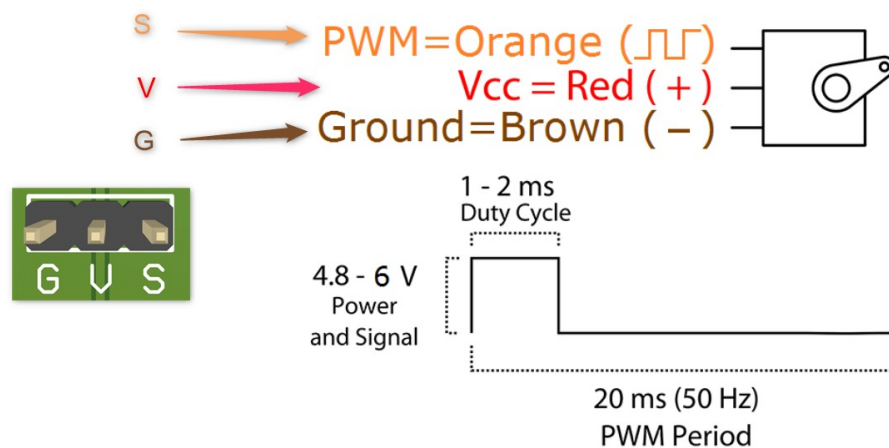 S PWM=Orange ( )
V Vcc = Red ( + )
G Ground=Brown ( − )
G V S
1 - 2 ms
Duty Cycle
4.8 - 6 V
Power
and Signal
20 ms (50 Hz)
PWM Period